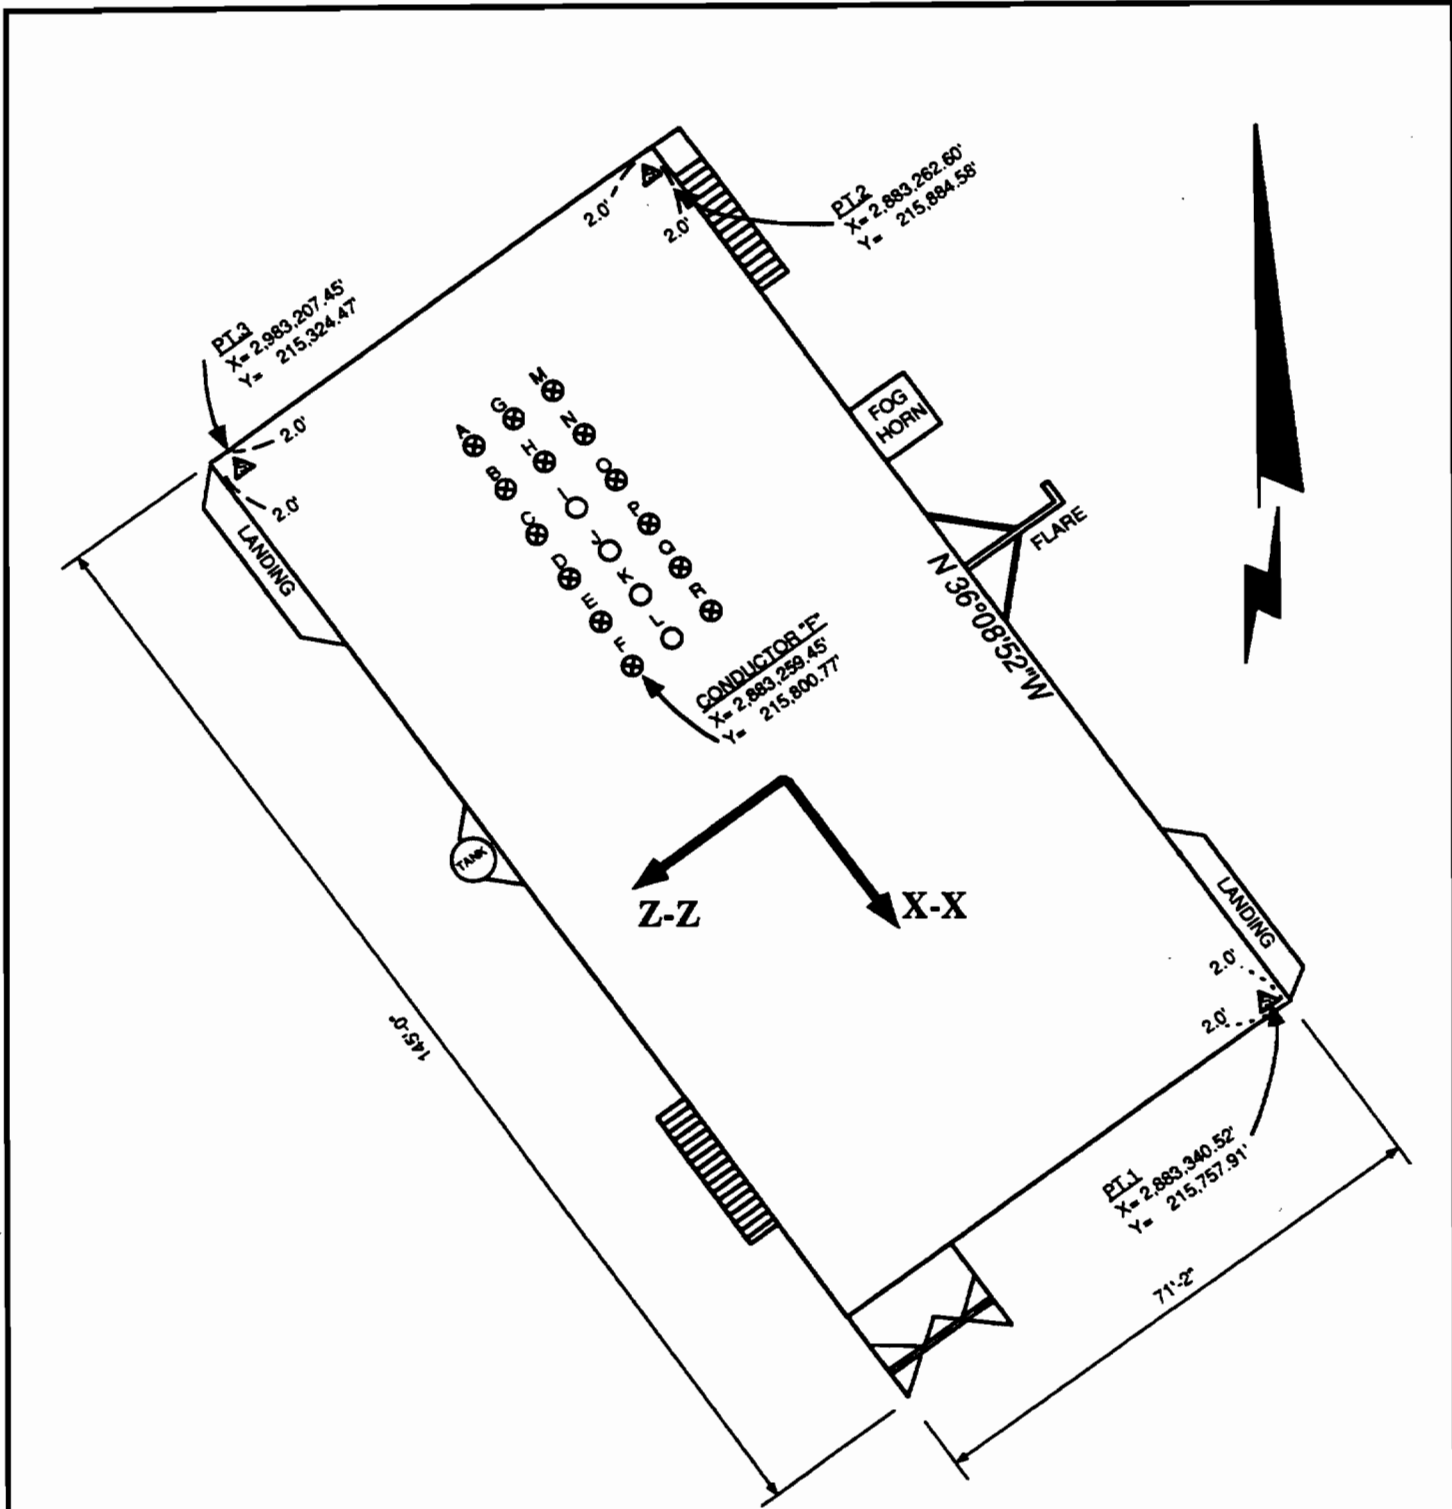 PT.2
X= 2,883,262.60'
Y= 215,884.58'
2.0'
2.0'
PT.3
X= 2,983,207.45'
Y= 215,324.47'
2.0'
2.0'
LANDING
M
G
N
A
H
O
B
I
P
C
J
Q
D
K
R
E
L
F
FOG
HORN
FLARE
N 36°08'52"W
CONDUCTOR "F"
X= 2,883,259.45'
Y= 215,800.77'
TANK
Z-Z
X-X
LANDING
2.0'
2.0'
145'-0"
PT.1
X= 2,883,340.52'
Y= 215,757.91'
71'-2"